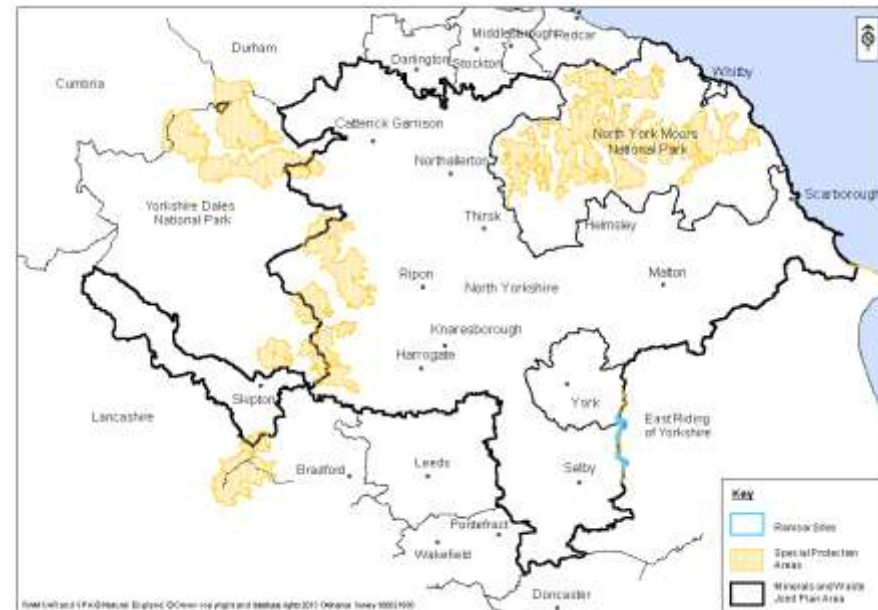 Middlesbrough
Redcar
Durham
Darlington
Stockton
Cumbria
Whitby
Catterick Garrison
North York Moors
National Park
Northallerton
Scarborough
Yorkshire Dales
National Park
Thirsk
Helmsley
Ripon
North Yorkshire
Malton
Knaresborough
Harrogate
Skipton
York
Lancashire
East Riding
of Yorkshire
Bradford
Leeds
Selby
Key
Ramsar Sites
Pontefract
Special Protection
Areas
Wakefield
Minerals and Waste
Joint Plan Area
Doncaster